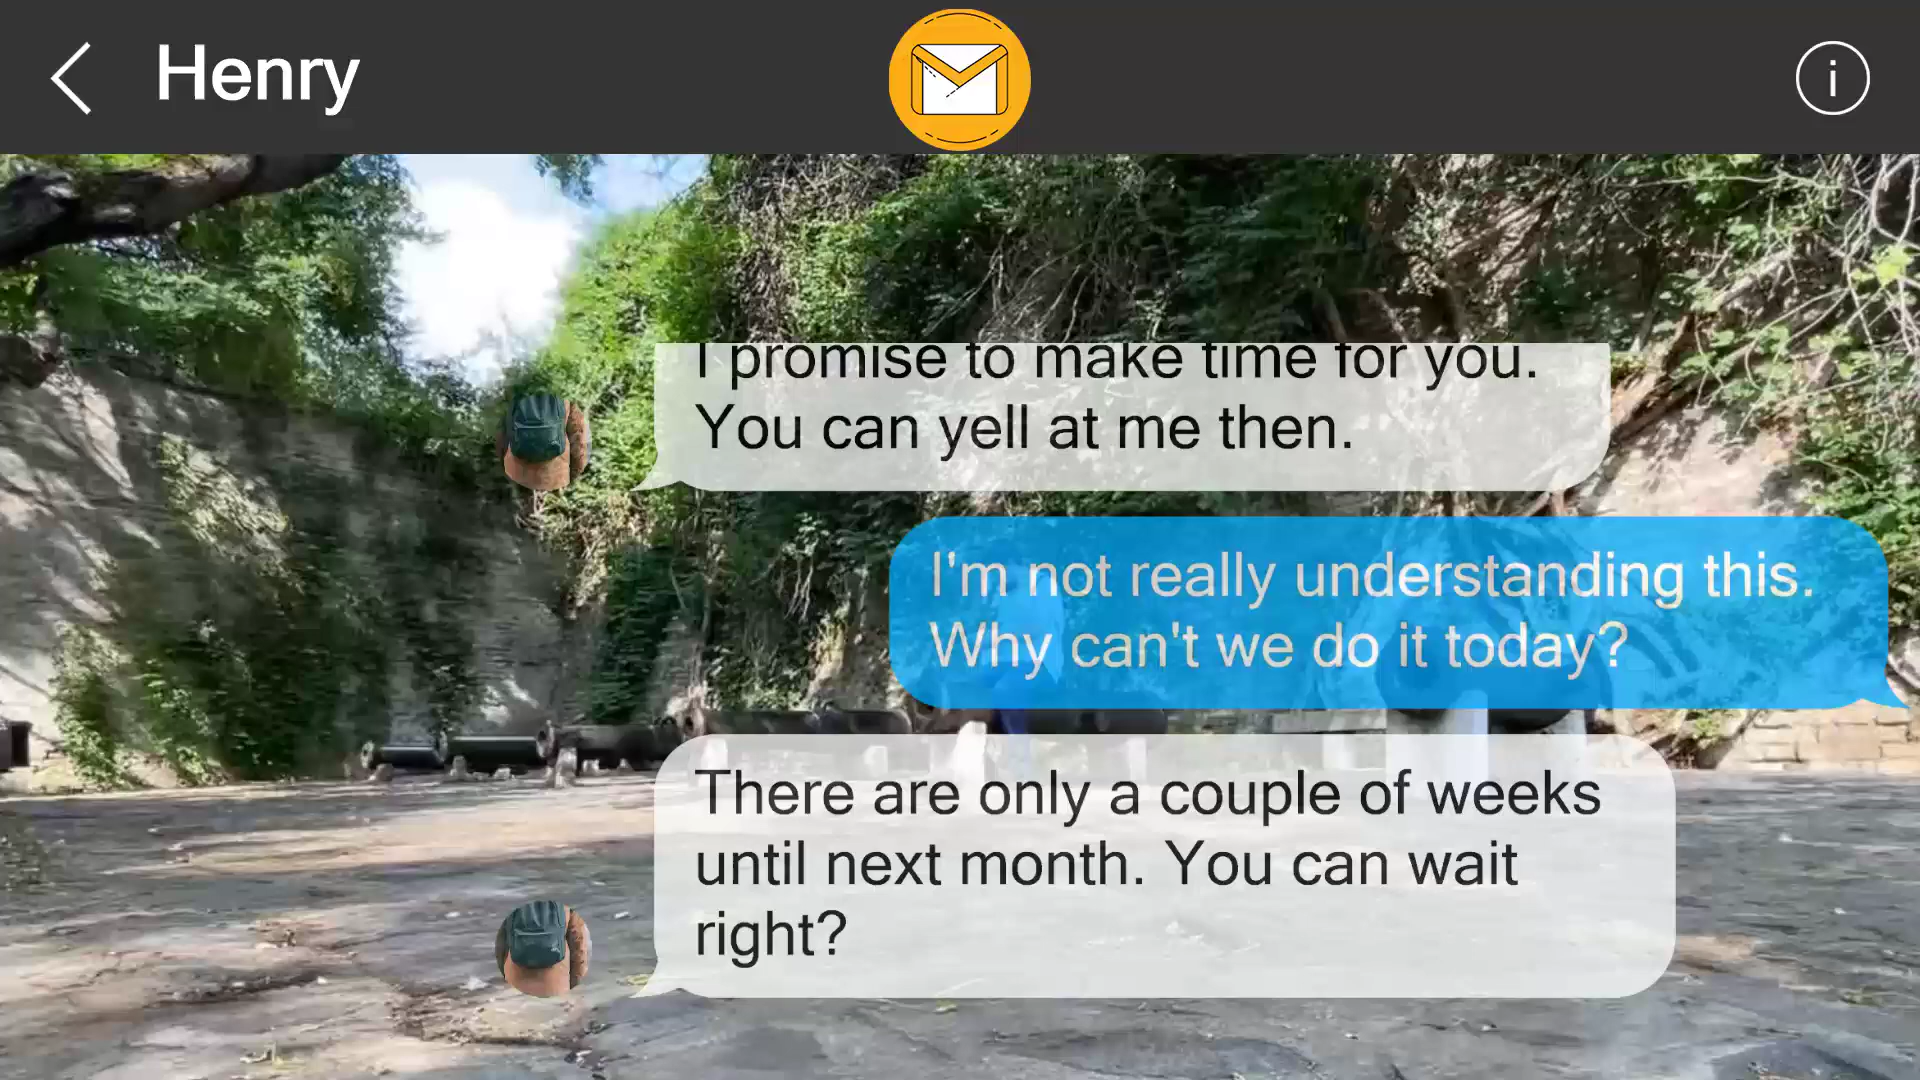 Henry
I promise to make time for you.
You can yell at me then.
I'm not really understanding this.
Why can't we do it today?
There are only a couple of weeks
until next month. You can wait
right?